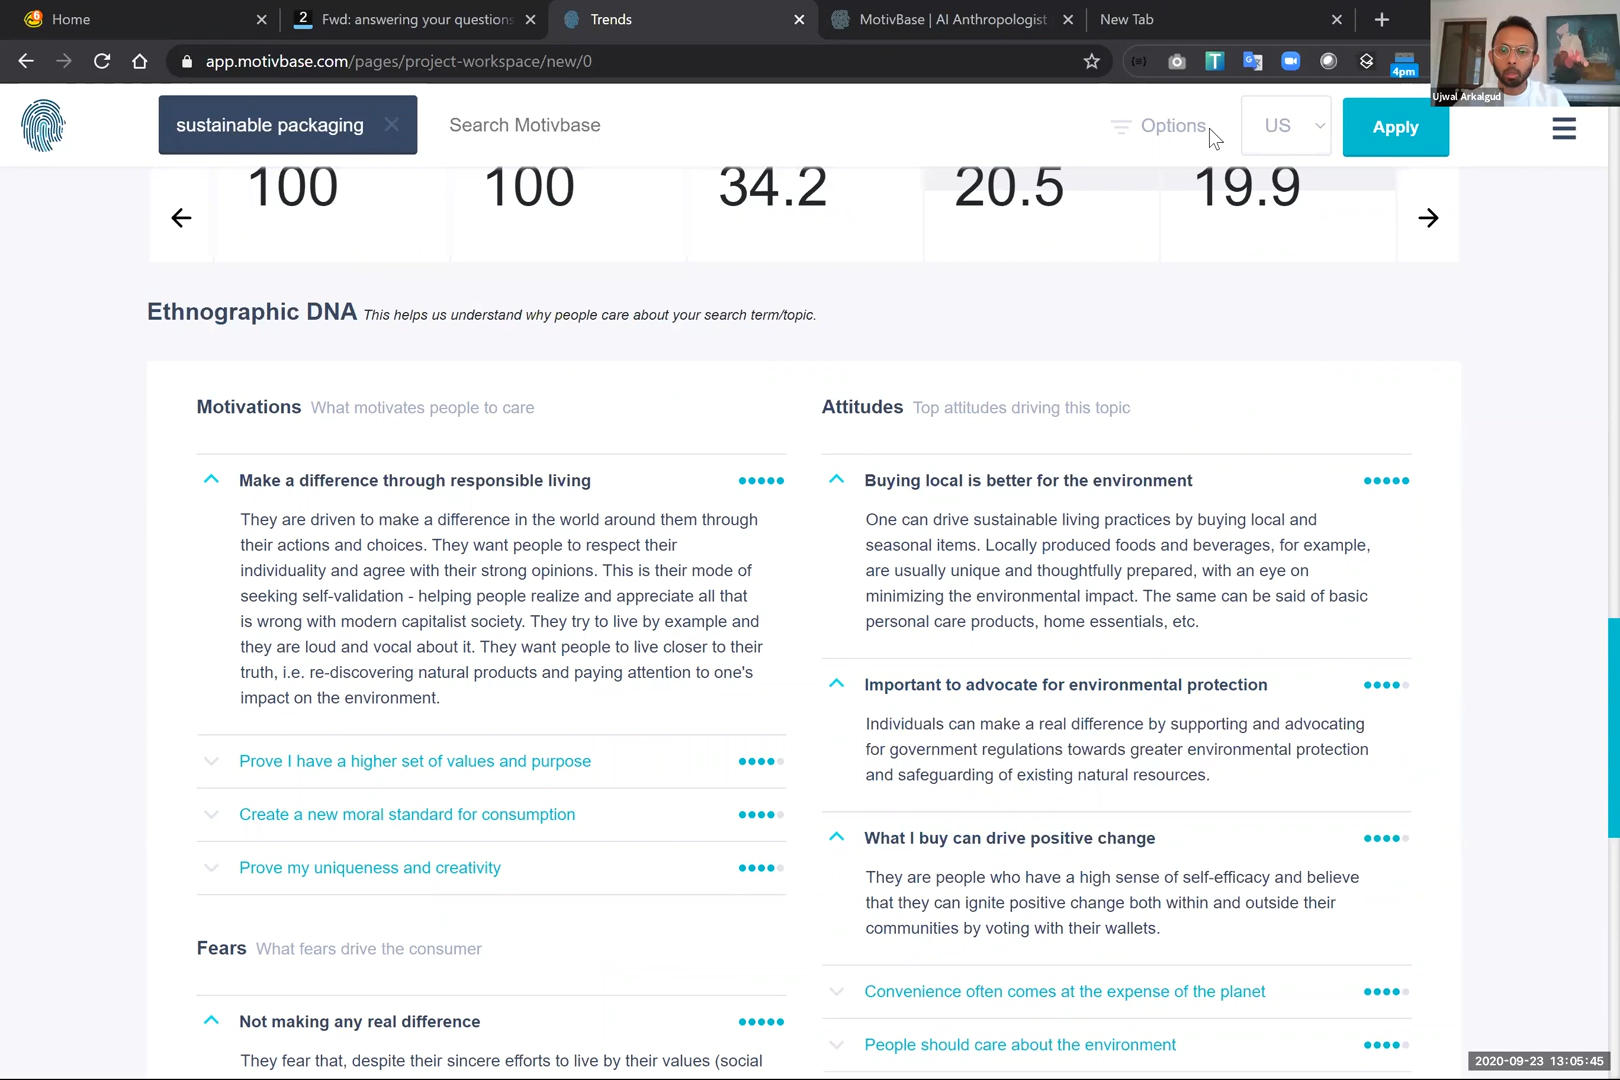 Home
2 Fwd: answering your questions
Trends
MotivBase | AI Anthropologist
New Tab
app.motivbase.com/pages/project-workspace/new/0
4pm
Ujwal Arkalgud
sustainable packaging
Search Motivbase
Options
US
Apply
100
100
34.2
20.5
19.9
Ethnographic DNA This helps us understand why people care about your search term/topic.
Motivations What motivates people to care
Make a difference through responsible living
They are driven to make a difference in the world around them through
their actions and choices. They want people to respect their
individuality and agree with their strong opinions. This is their mode of
seeking self-validation - helping people realize and appreciate all that
is wrong with modern capitalist society. They try to live by example and
they are loud and vocal about it. They want people to live closer to their
truth, i.e. re-discovering natural products and paying attention to one's
impact on the environment.
Prove I have a higher set of values and purpose
Create a new moral standard for consumption
Prove my uniqueness and creativity
Fears What fears drive the consumer
Not making any real difference
They fear that, despite their sincere efforts to live by their values (social
Attitudes Top attitudes driving this topic
Buying local is better for the environment
One can drive sustainable living practices by buying local and
seasonal items. Locally produced foods and beverages, for example,
are usually unique and thoughtfully prepared, with an eye on
minimizing the environmental impact. The same can be said of basic
personal care products, home essentials, etc.
Important to advocate for environmental protection
Individuals can make a real difference by supporting and advocating
for government regulations towards greater environmental protection
and safeguarding of existing natural resources.
What I buy can drive positive change
They are people who have a high sense of self-efficacy and believe
that they can ignite positive change both within and outside their
communities by voting with their wallets.
Convenience often comes at the expense of the planet
People should care about the environment
2020-09-23 13:05:45